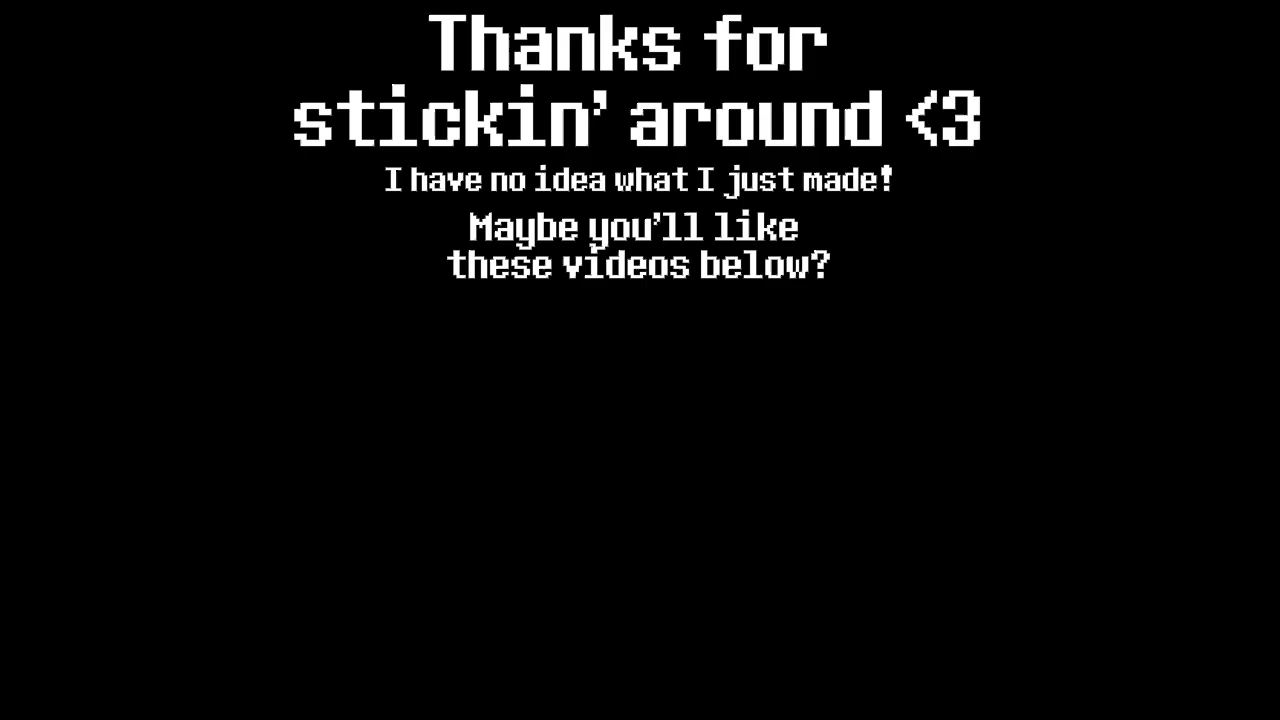 Thanks for
stickin' around <3
I have no idea what I just made!
Maybe you'll like
these videos below?